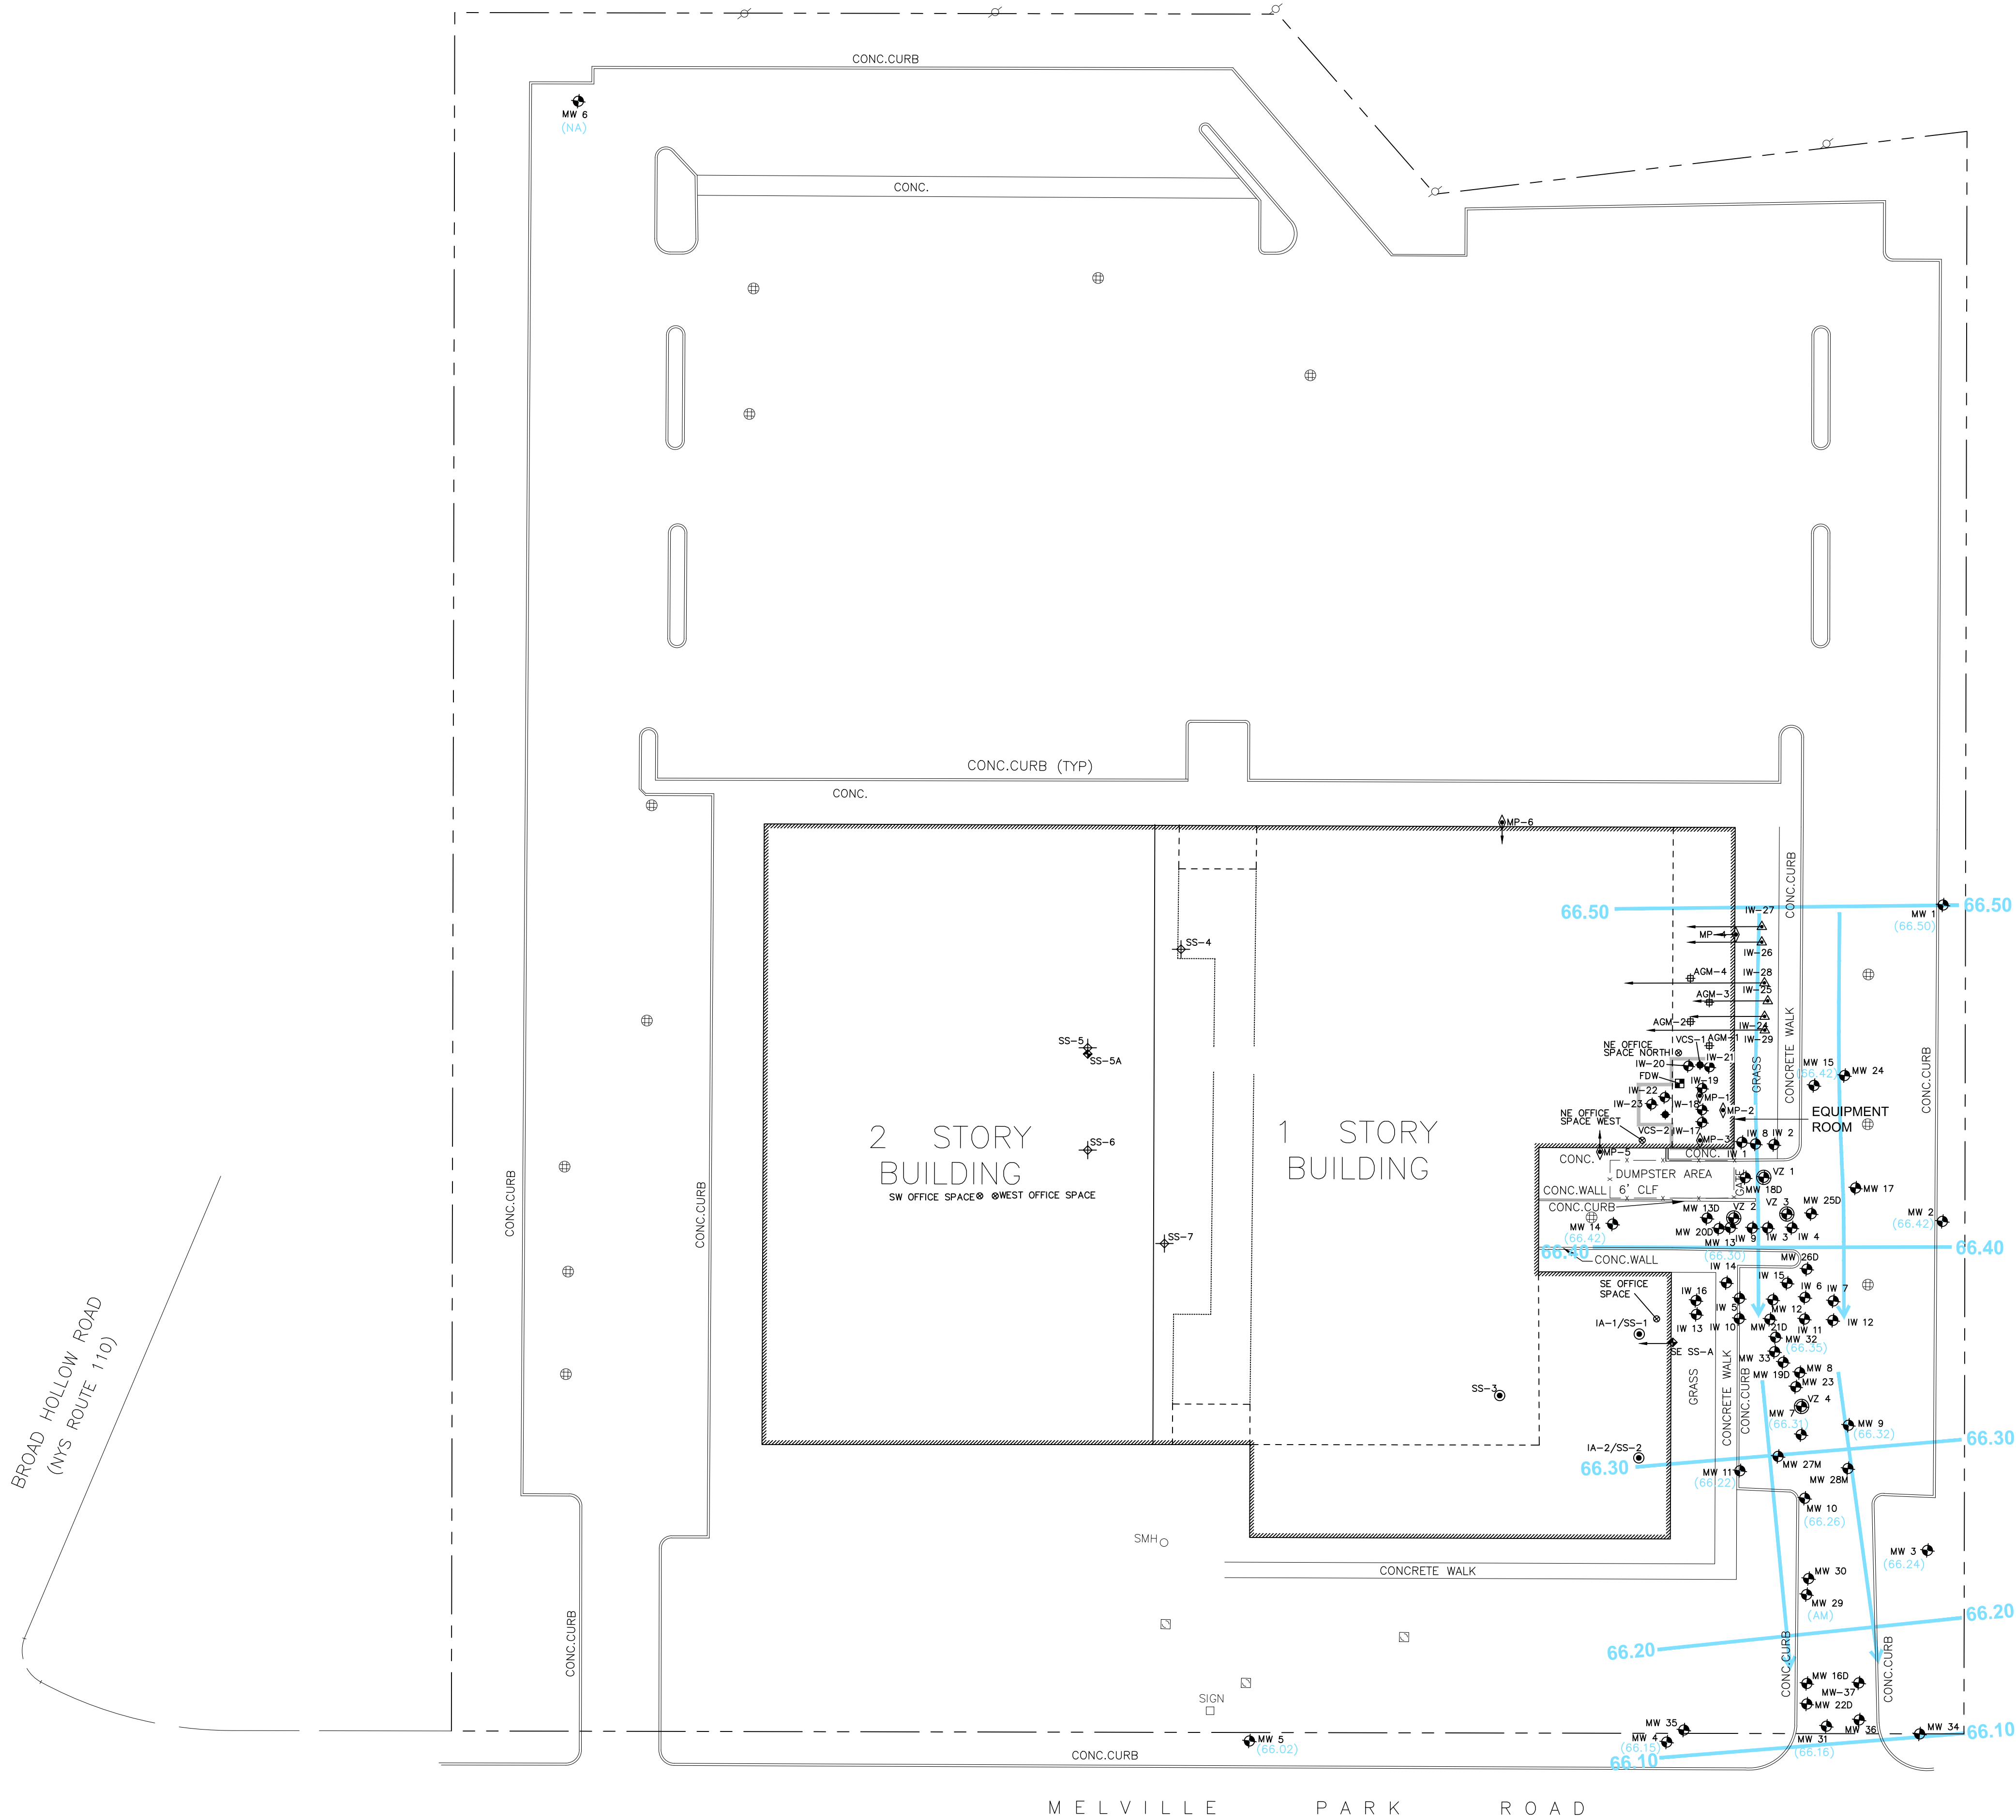 CONC.CURB
MW 6
(NA)
CONC.
CONC.CURB (TYP)
CONC.
MP-6
CONC.CURB
66.50
IW-27
66.50
MW 1
(66.50)
MP-4
IW-26
SS-4
AGM-4
IW-28
IW-25
AGM-3
AGM-2
IW-24
CONCRETE WALK
IW-29
AGM-1
VCS-1
NE OFFICE
SPACE NORTH
SS-5
SS-5A
IW-20
IW-21
FDW
IW-19
GRASS
MW 15
(66.42)
MW 24
CONC.CURB
IW-22
IW-23
W-18
MP-1
MP-2
EQUIPMENT
ROOM
NE OFFICE
SPACE WEST
VCS-2
IW-17
MP-3
IW 8
IW 2
2 STORY
BUILDING
1 STORY
BUILDING
SS-6
MP-5
CONC.
CONC.
IW 1
DUMPSTER AREA
GATE
VZ 1
SW OFFICE SPACE
WEST OFFICE SPACE
CONC.WALL
6' CLF
MW 18D
MW 17
CONC.CURB
CONC.CURB
CONC.CURB
MW 13D
VZ 2
VZ 3
MW 25D
MW 2
(66.42)
MW 14
(66.42)
MW 20D
MW 13
(66.30)
IW 9
IW 3
IW 4
SS-7
66.40
66.40
CONC.WALL
MW 26D
IW 14
IW 15
SE OFFICE
SPACE
IW 16
IW 5
IW 6
IW 7
MW 12
IW 13
IW 10
MW 21D
IW 11
IW 12
IA-1/SS-1
SE SS-A
MW 32
(66.35)
MW 33
MW 19D
MW 8
BROAD HOLLOW ROAD
(NYS ROUTE 110)
SS-3
GRASS
CONCRETE WALK
CONC.CURB
MW 23
VZ 4
MW 7
(66.31)
MW 9
(66.32)
66.30
IA-2/SS-2
66.30
MW 27M
MW 11
(66.22)
MW 28M
MW 10
(66.26)
SMH
MW 3
(66.24)
CONCRETE WALK
MW 30
MW 29
(AM)
66.20
66.20
CONC.CURB
CONC.CURB
CONC.CURB
MW 16D
MW-37
SIGN
MW 22D
MW 35
MW 4
(66.15)
MW 36
MW 34
66.10
MW 5
(66.02)
MW 31
(66.16)
66.10
CONC.CURB
MELVILLE PARK ROAD